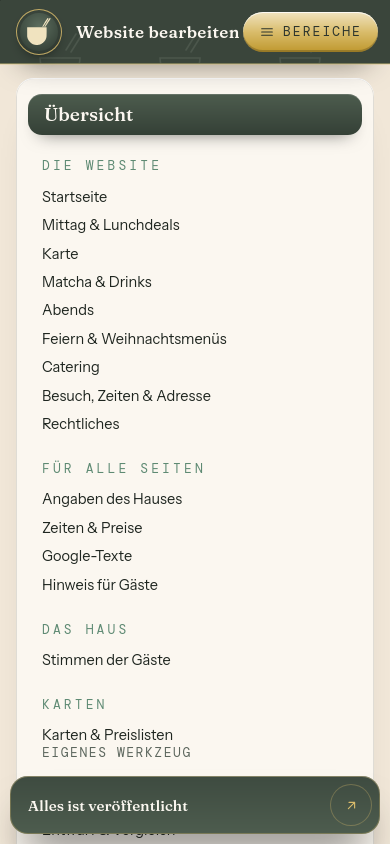 Website bearbeiten
BEREICHE
Übersicht
DIE WEBSITE
Startseite
Mittag & Lunchdeals
Karte
Matcha & Drinks
Abends
Feiern & Weihnachtsmenüs
Catering
Besuch, Zeiten & Adresse
Rechtliches
FÜR ALLE SEITEN
Angaben des Hauses
Zeiten & Preise
Google-Texte
Hinweis für Gäste
DAS HAUS
Stimmen der Gäste
KARTEN
Karten & Preislisten
EIGENES WERKZEUG
Alles ist veröffentlicht